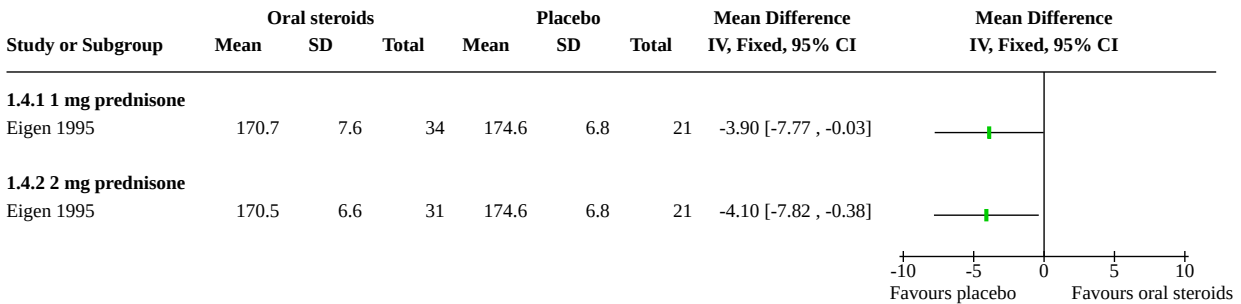 Oral steroids Placebo Mean Difference Mean Difference
Study or Subgroup Mean SD Total Mean SD Total IV, Fixed, 95% CI IV, Fixed, 95% CI
1.4.1 1 mg prednisone
Eigen 1995 170.7 7.6 34 174.6 6.8 21 -3.90 [-7.77 , -0.03]
1.4.2 2 mg prednisone
Eigen 1995 170.5 6.6 31 174.6 6.8 21 -4.10 [-7.82 , -0.38]
-10 -5 0 5 10
Favours placebo Favours oral steroids